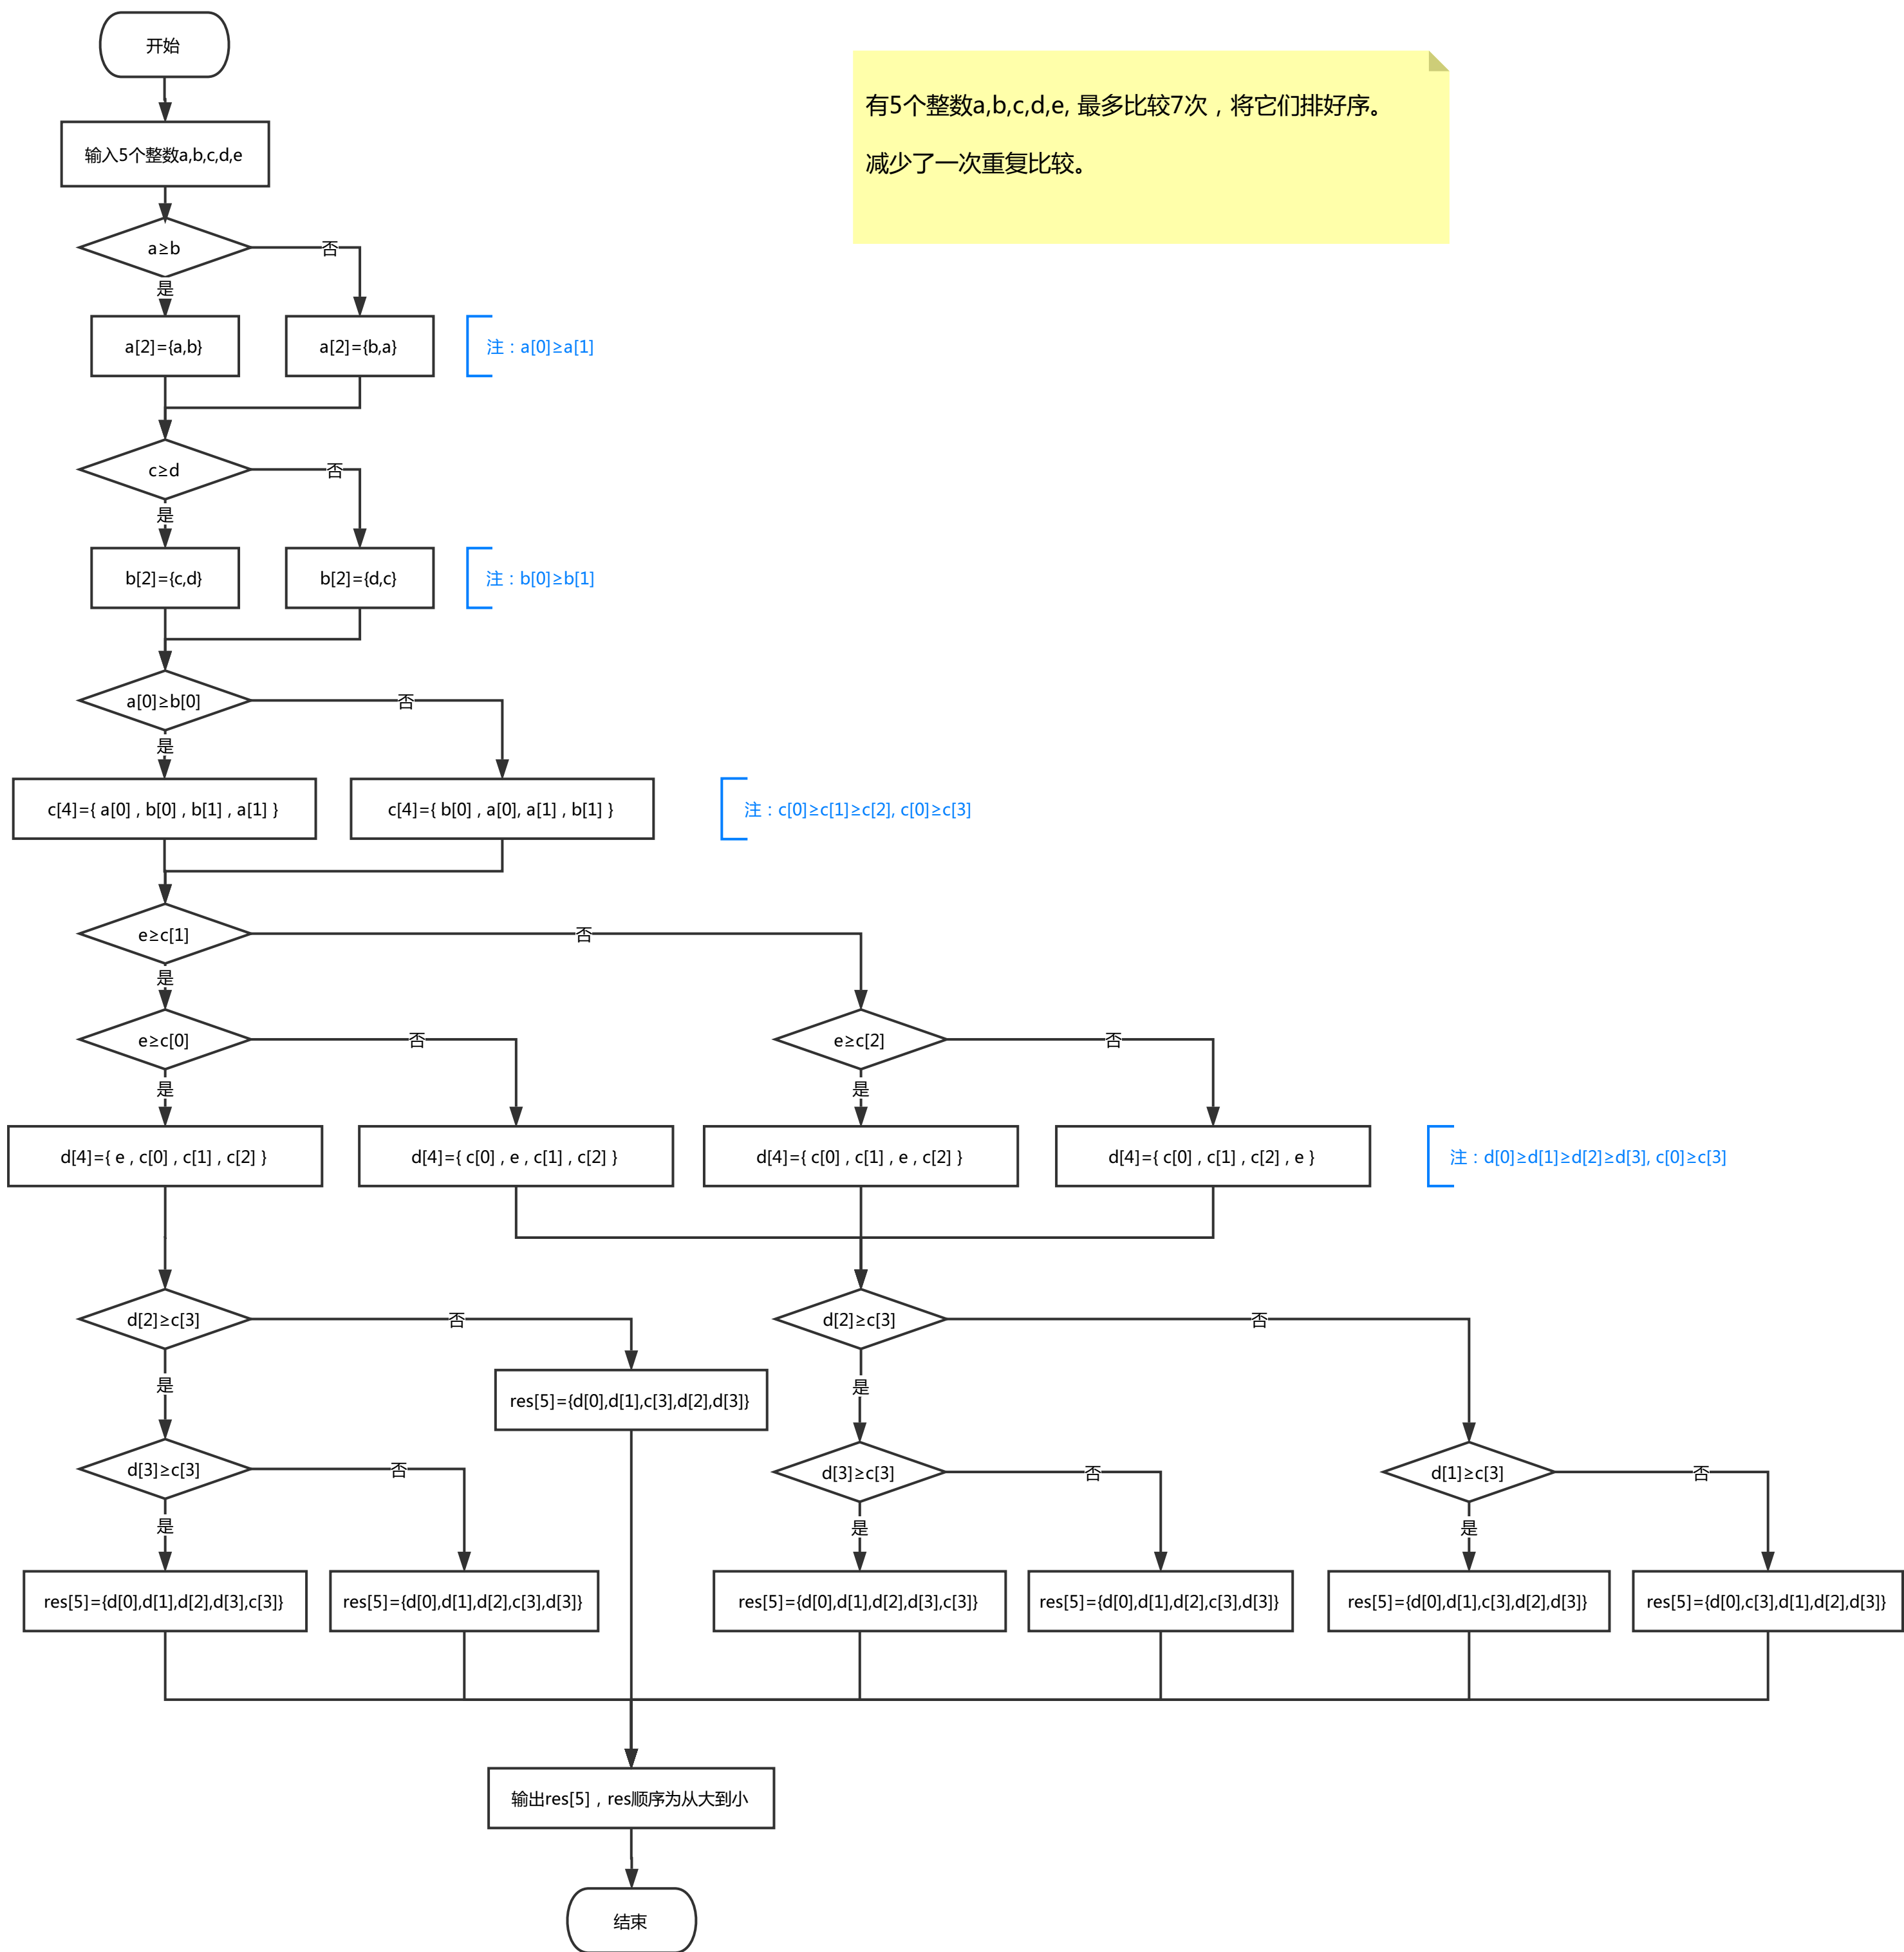 开始
有5个整数a,b,c,d,e, 最多比较7次，将它们排好序。
减少了一次重复比较。
输入5个整数a,b,c,d,e
a≥b
否
是
a[2]={a,b}
a[2]={b,a}
注：a[0]≥a[1]
c≥d
否
是
b[2]={c,d}
b[2]={d,c}
注：b[0]≥b[1]
a[0]≥b[0]
否
是
c[4]={ a[0] , b[0] , b[1] , a[1] }
c[4]={ b[0] , a[0], a[1] , b[1] }
注：c[0]≥c[1]≥c[2], c[0]≥c[3]
e≥c[1]
否
是
e≥c[0]
否
e≥c[2]
否
是
是
d[4]={ e , c[0] , c[1] , c[2] }
d[4]={ c[0] , e , c[1] , c[2] }
d[4]={ c[0] , c[1] , e , c[2] }
d[4]={ c[0] , c[1] , c[2] , e }
注：d[0]≥d[1]≥d[2]≥d[3], c[0]≥c[3]
d[2]≥c[3]
否
d[2]≥c[3]
否
是
是
res[5]={d[0],d[1],c[3],d[2],d[3]}
d[3]≥c[3]
否
d[3]≥c[3]
否
d[1]≥c[3]
否
是
是
是
res[5]={d[0],d[1],d[2],d[3],c[3]}
res[5]={d[0],d[1],d[2],c[3],d[3]}
res[5]={d[0],d[1],d[2],d[3],c[3]}
res[5]={d[0],d[1],d[2],c[3],d[3]}
res[5]={d[0],d[1],c[3],d[2],d[3]}
res[5]={d[0],c[3],d[1],d[2],d[3]}
输出res[5]，res顺序为从大到小
结束